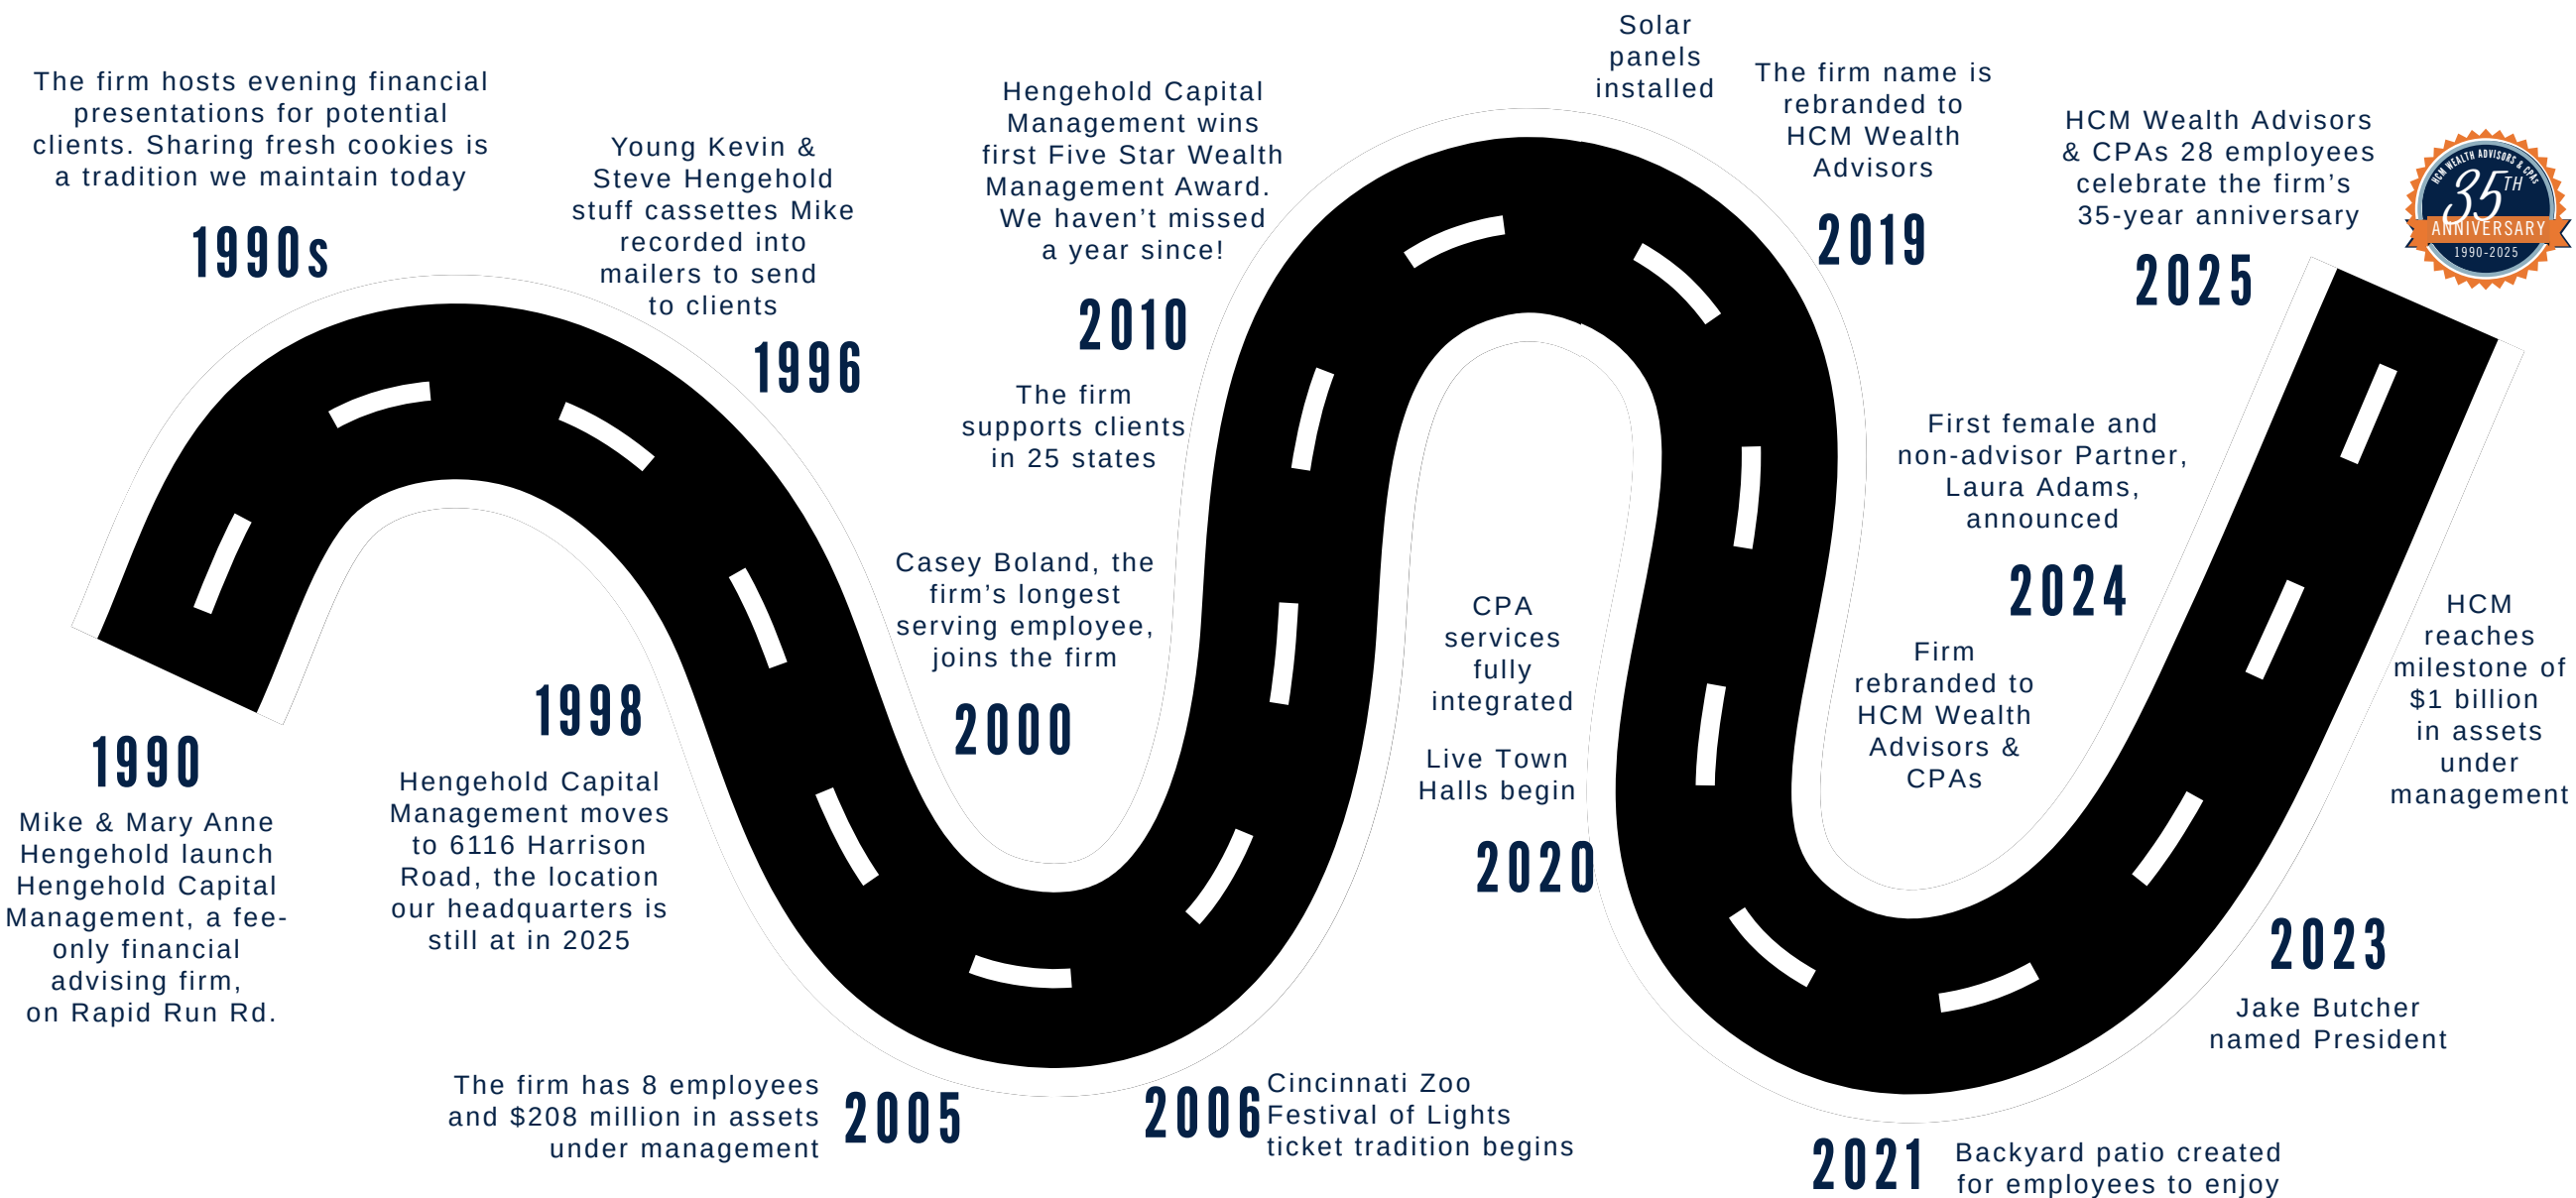 The firm hosts evening financial
presentations for potential
clients. Sharing fresh cookies is
a tradition we maintain today
1990s
Young Kevin &
Steve Hengehold
stuff cassettes Mike
recorded into
mailers to send
to clients
1996
Hengehold Capital
Management wins
first Five Star Wealth
Management Award.
We haven’t missed
a year since!
2010
The firm
supports clients
in 25 states
Solar
panels
installed
The firm name is
rebranded to
HCM Wealth
Advisors
2019
HCM Wealth Advisors
& CPAs 28 employees
celebrate the firm’s
35-year anniversary
2025
HCM WEALTH ADVISORS & CPAs
35TH
ANNIVERSARY
1990-2025
First female and
non-advisor Partner,
Laura Adams,
announced
2024
Firm
rebranded to
HCM Wealth
Advisors &
CPAs
HCM
reaches
milestone of
$1 billion
in assets
under
management
Casey Boland, the
firm’s longest
serving employee,
joins the firm
2000
CPA
services
fully
integrated
Live Town
Halls begin
2020
1990
Mike & Mary Anne
Hengehold launch
Hengehold Capital
Management, a fee-
only financial
advising firm,
on Rapid Run Rd.
1998
Hengehold Capital
Management moves
to 6116 Harrison
Road, the location
our headquarters is
still at in 2025
The firm has 8 employees
and $208 million in assets
under management
2005
2006
Cincinnati Zoo
Festival of Lights
ticket tradition begins
2023
Jake Butcher
named President
2021
Backyard patio created
for employees to enjoy